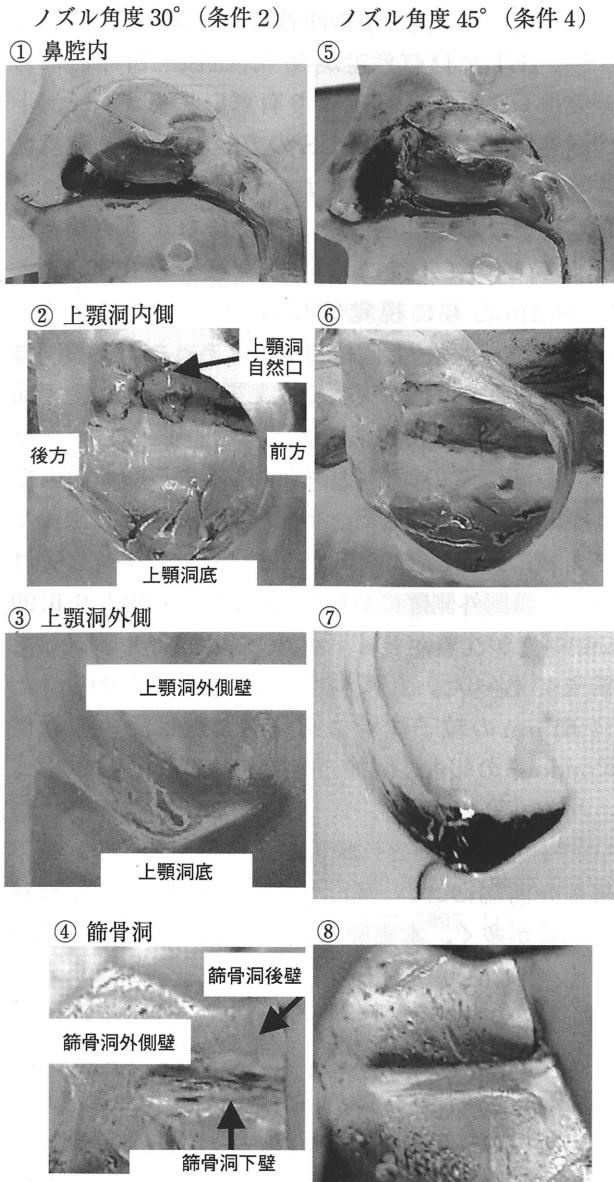 ノズル角度30°（条件2）
ノズル角度45°（条件4）
① 鼻腔内
⑤
② 上顎洞内側
⑥
上顎洞
自然口
後方
前方
上顎洞底
③ 上顎洞外側
⑦
上顎洞外側壁
上顎洞底
④ 篩骨洞
⑧
篩骨洞後壁
篩骨洞外側壁
篩骨洞下壁